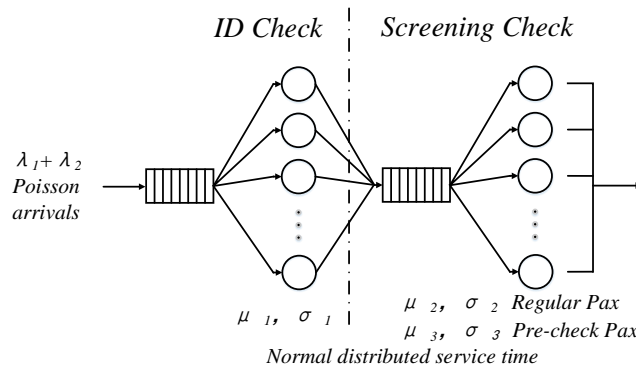 ID Check
Screening Check
λ₁+ λ₂
Poisson
arrivals
μ ₁, σ ₁
μ ₂, σ ₂ Regular Pax
μ ₃, σ ₃ Pre-check Pax
Normal distributed service time